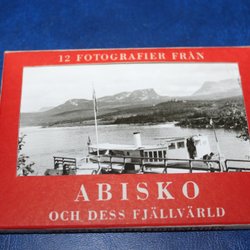 12 FOTOGRAFIER FRÅN
ABISKO
OCH DESS FJÄLLVÄRLD